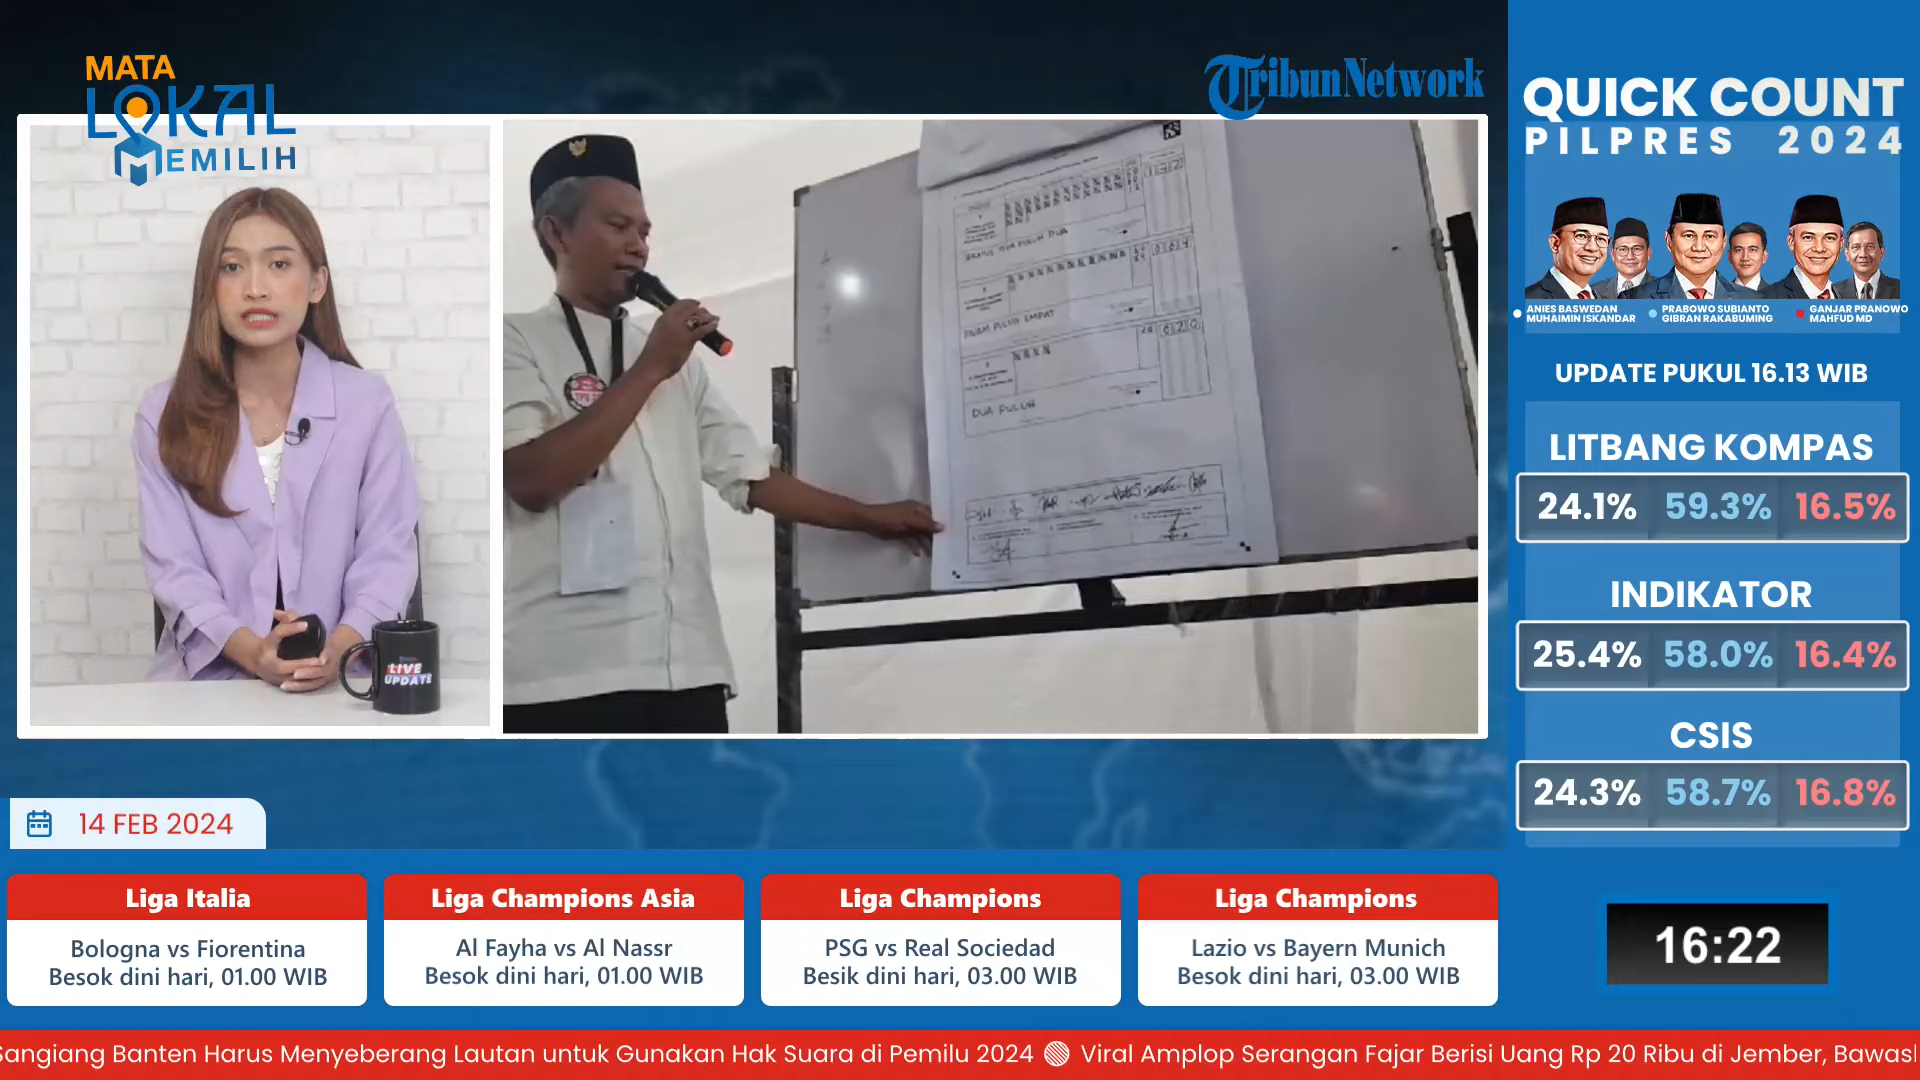 MATA
LOKAL
MEMILIH
TribunNetwork
QUICK COUNT
PILPRES 2024
ANIES BASWEDAN
MUHAIMIN ISKANDAR
PRABOWO SUBIANTO
GIBRAN RAKABUMING
GANJAR PRANOWO
MAHFUD MD
UPDATE PUKUL 16.13 WIB
LITBANG KOMPAS
24.1% 59.3% 16.5%
INDIKATOR
25.4% 58.0% 16.4%
CSIS
24.3% 58.7% 16.8%
16:22
DUA PULUH
LIVE
UPDATE
14 FEB 2024
Liga Italia
Bologna vs Fiorentina
Besok dini hari, 01.00 WIB
Liga Champions Asia
Al Fayha vs Al Nassr
Besok dini hari, 01.00 WIB
Liga Champions
PSG vs Real Sociedad
Besik dini hari, 03.00 WIB
Liga Champions
Lazio vs Bayern Munich
Besok dini hari, 03.00 WIB
Sangiang Banten Harus Menyeberang Lautan untuk Gunakan Hak Suara di Pemilu 2024 Viral Amplop Serangan Fajar Berisi Uang Rp 20 Ribu di Jember, Bawasl